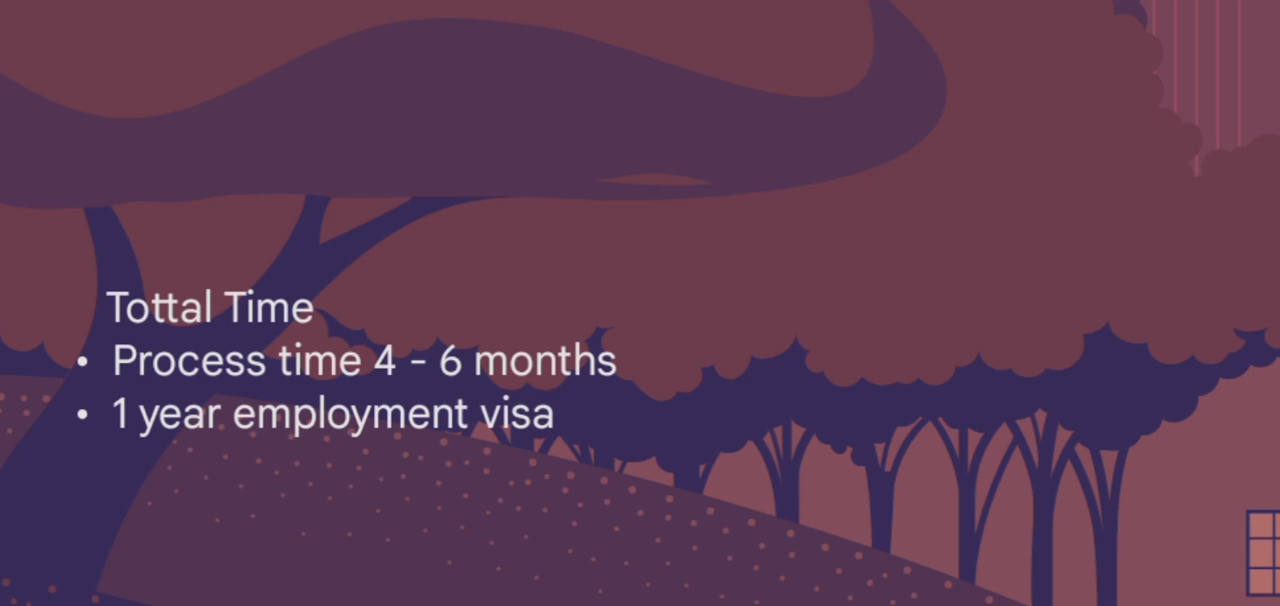 Tottal Time
• Process time 4 - 6 months
• 1 year employment visa